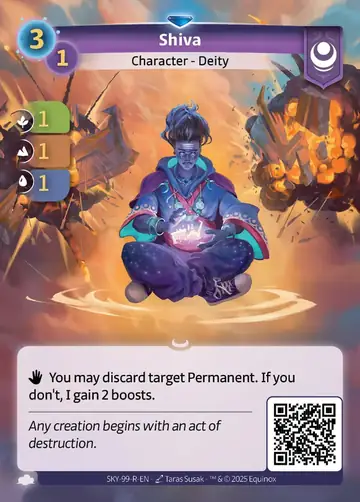 3
Shiva
1
Character - Deity
1
1
1
You may discard target Permanent. If you
don't, I gain 2 boosts.
Any creation begins with an act of
destruction.
SKY-99-R-EN - Taras Susak - ™ & © 2025 Equinox